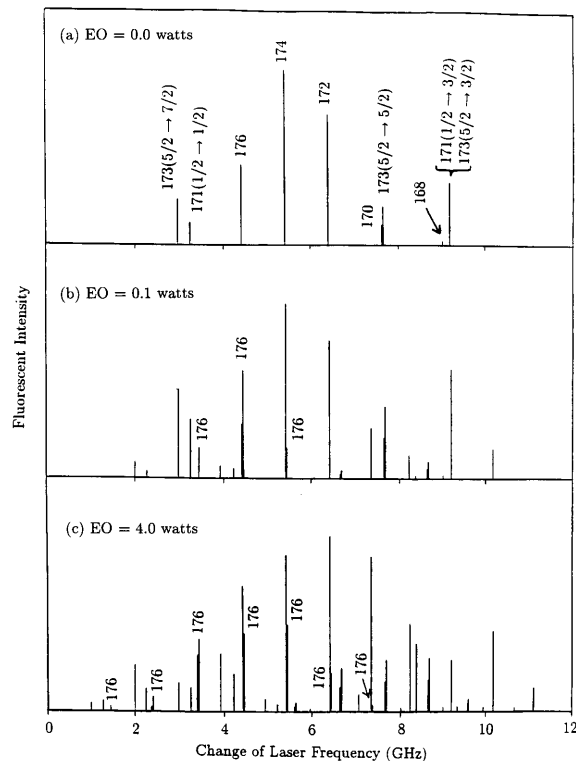 (a) EO = 0.0 watts
173(5/2 → 7/2)
171(1/2 → 1/2)
176
174
172
170
173(5/2 → 5/2)
168
171(1/2 → 3/2)
173(5/2 → 3/2)
(b) EO = 0.1 watts
176
176
176
Fluorescent Intensity
(c) EO = 4.0 watts
176
176
176
176
176
176
176
0 2 4 6 8 10 12
Change of Laser Frequency (GHz)